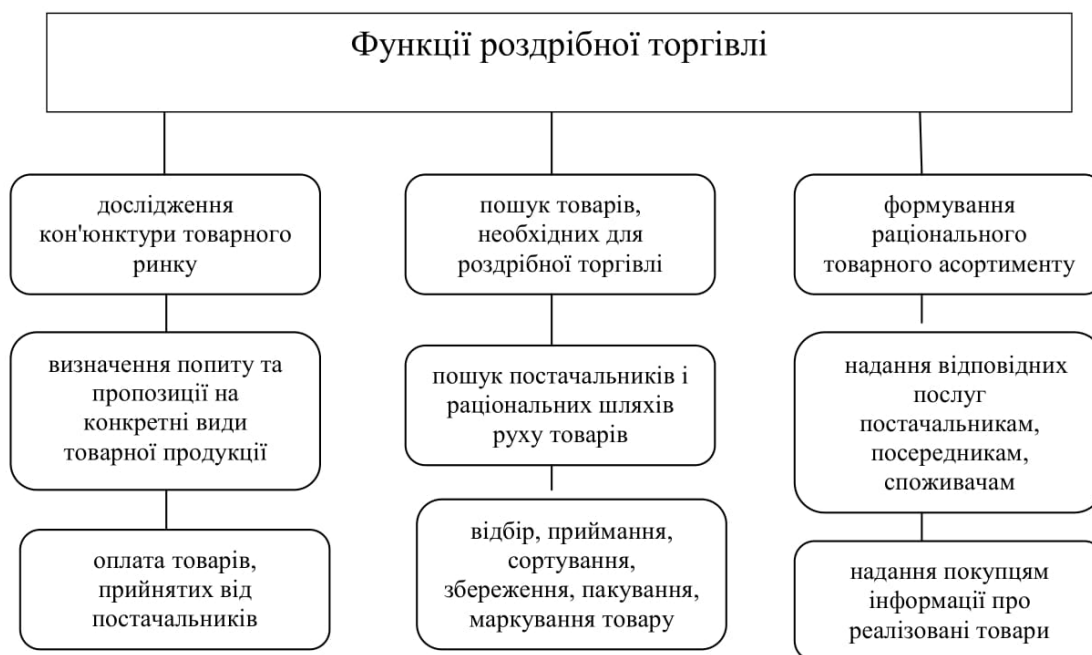 Функції роздрібної торгівлі
дослідження
кон'юнктури товарного
ринку
пошук товарів,
необхідних для
роздрібної торгівлі
формування
раціонального
товарного асортименту
визначення попиту та
пропозиції на
конкретні види
товарної продукції
пошук постачальників і
раціональних шляхів
руху товарів
надання відповідних
послуг
постачальникам,
посередникам,
споживачам
оплата товарів,
прийнятих від
постачальників
відбір, приймання,
сортування,
збереження, пакування,
маркування товару
надання покупцям
інформації про
реалізовані товари